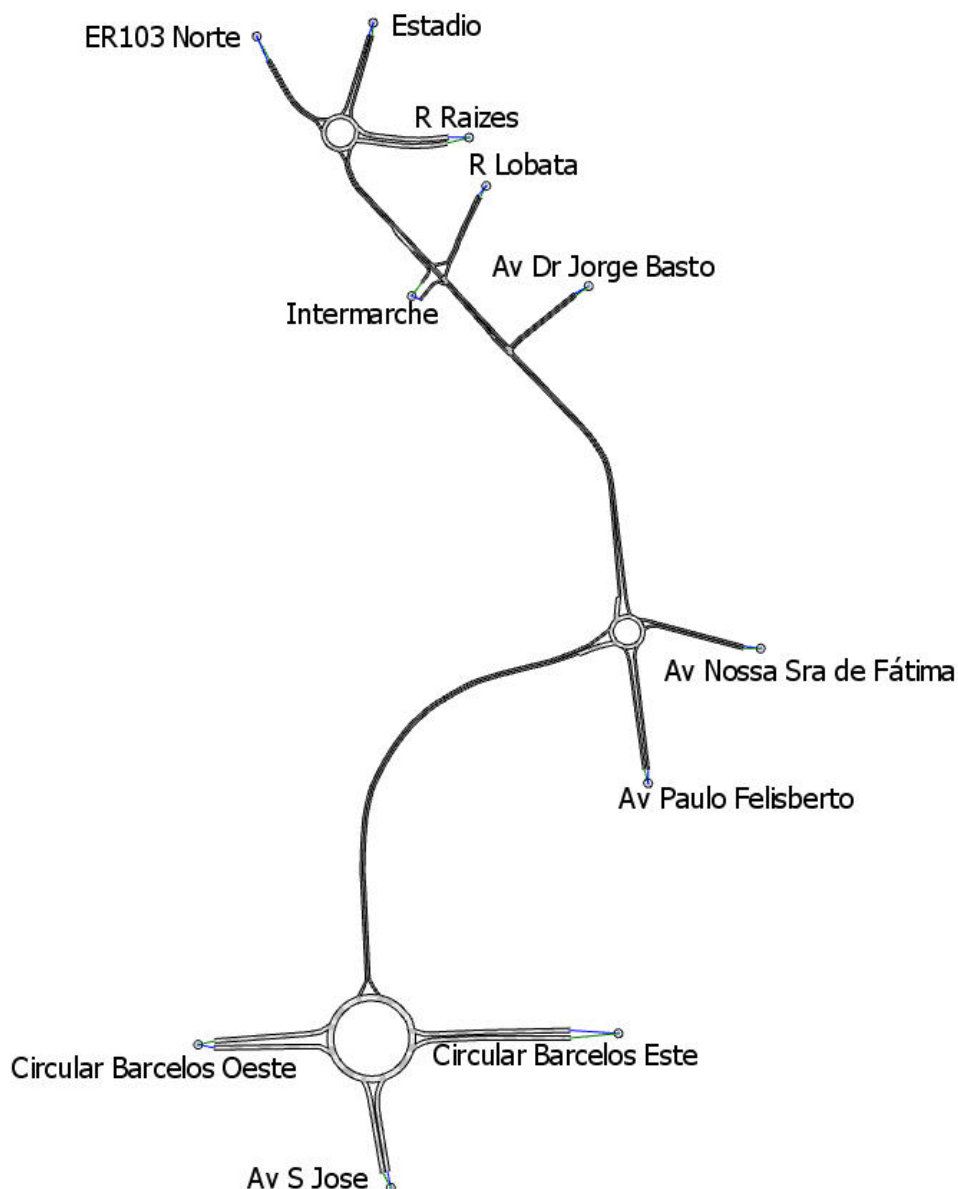 Estadio
ER103 Norte
R Raizes
R Lobata
Av Dr Jorge Basto
Intermarche
Av Nossa Sra de Fátima
Av Paulo Felisberto
Circular Barcelos Este
Circular Barcelos Oeste
Av S Jose